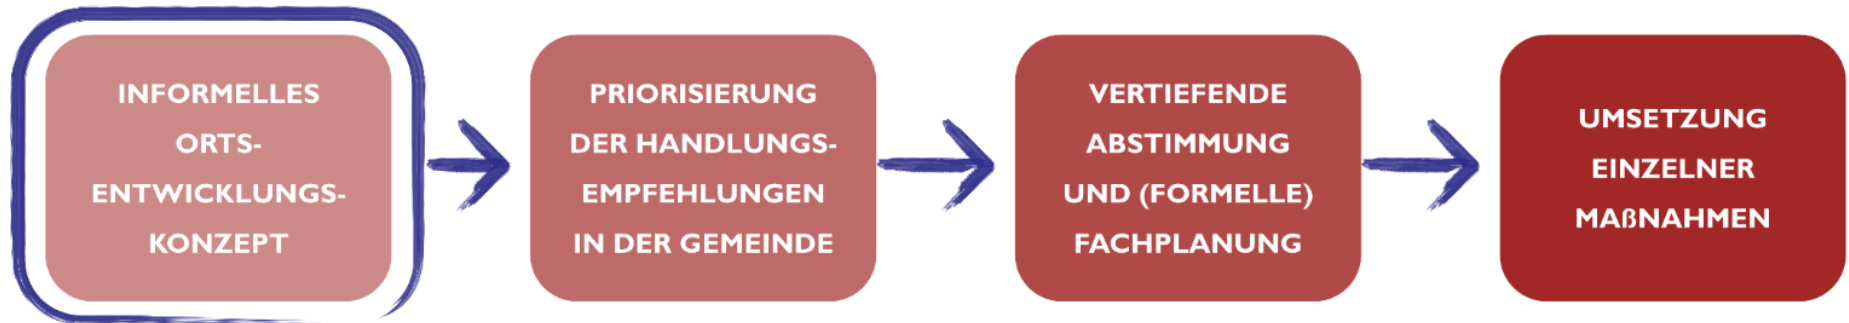 INFORMELLES
ORTS-
ENTWICKLUNGS-
KONZEPT
PRIORISIERUNG
DER HANDLUNGS-
EMPFEHLUNGEN
IN DER GEMEINDE
VERTIEFENDE
ABSTIMMUNG
UND (FORMELLE)
FACHPLANUNG
UMSETZUNG
EINZELNER
MAßNAHMEN